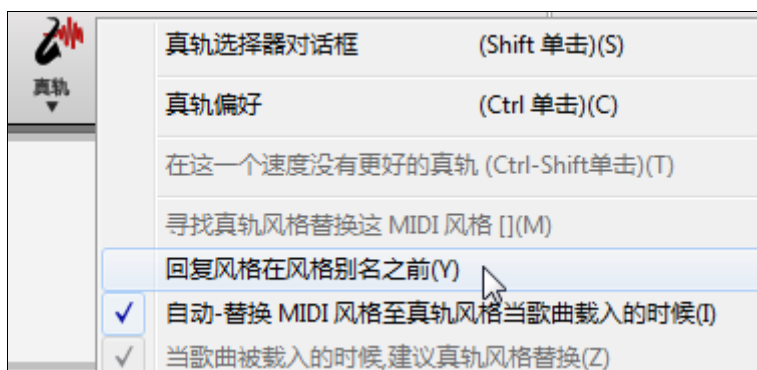 真轨选择器对话框 (Shift 单击)(S)
真轨
真轨偏好 (Ctrl 单击)(C)
在这一个速度没有更好的真轨 (Ctrl-Shift单击)(T)
寻找真轨风格替换这 MIDI 风格 [](M)
回复风格在风格别名之前(Y)
自动-替换 MIDI 风格至真轨风格当歌曲载入的时候(I)
当歌曲被载入的时候,建议真轨风格替换(Z)